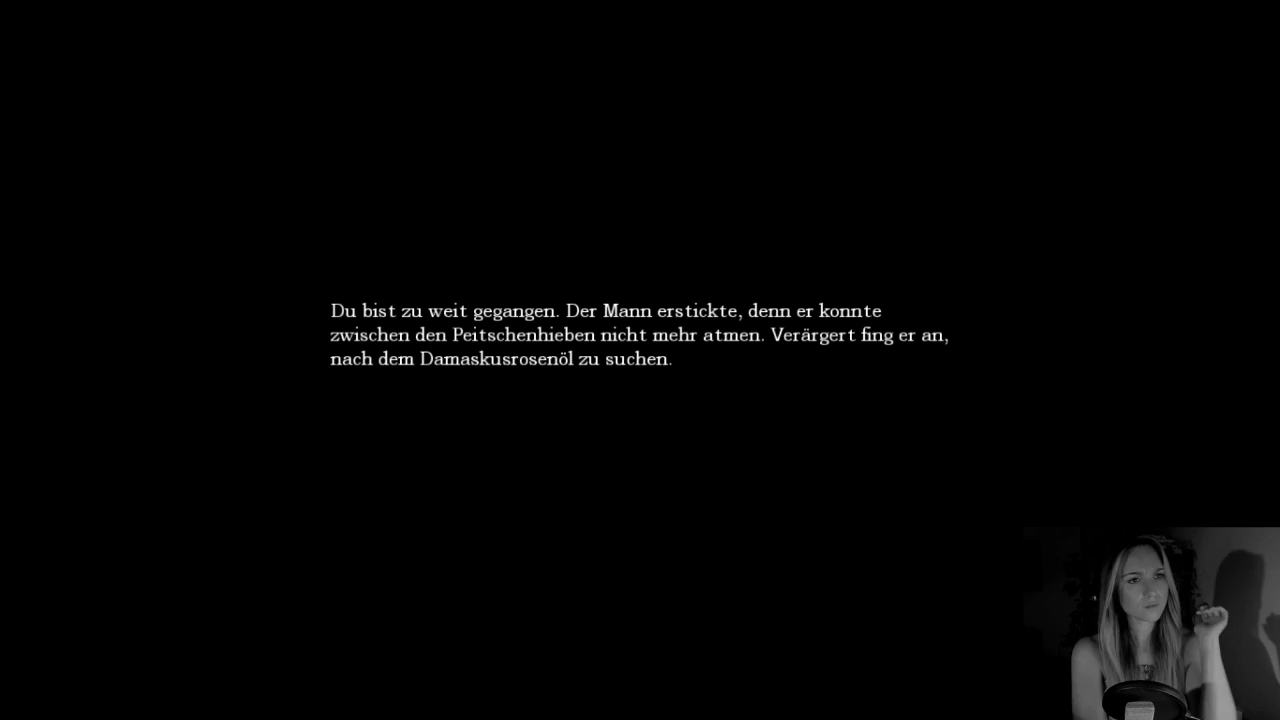 Du bist zu weit gegangen. Der Mann erstickte, denn er konnte
zwischen den Peitschenhieben nicht mehr atmen. Verärgert fing er an,
nach dem Damaskusrosenöl zu suchen.